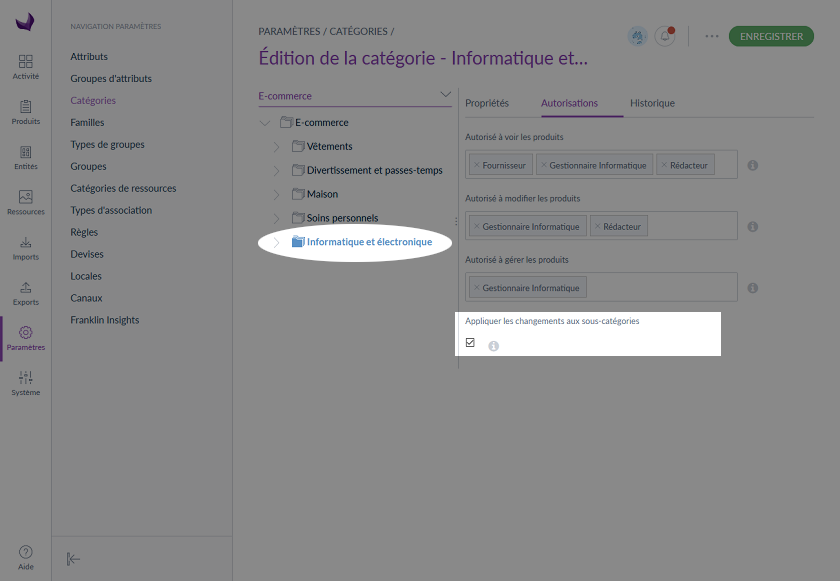 Activité
Produits
Entités
Ressources
Imports
Exports
Paramètres
Système
Aide
NAVIGATION PARAMÈTRES
Attributs
Groupes d'attributs
Catégories
Familles
Types de groupes
Groupes
Catégories de ressources
Types d'association
Règles
Devises
Locales
Canaux
Franklin Insights
PARAMÈTRES / CATÉGORIES /
ENREGISTRER
Édition de la catégorie - Informatique et...
E-commerce
E-commerce
Vêtements
Divertissement et passes-temps
Maison
Soins personnels
Informatique et électronique
Propriétés Autorisations Historique
Autorisé à voir les produits
× Fournisseur × Gestionnaire Informatique × Rédacteur
Autorisé à modifier les produits
× Gestionnaire Informatique × Rédacteur
Autorisé à gérer les produits
× Gestionnaire Informatique
Appliquer les changements aux sous-catégories